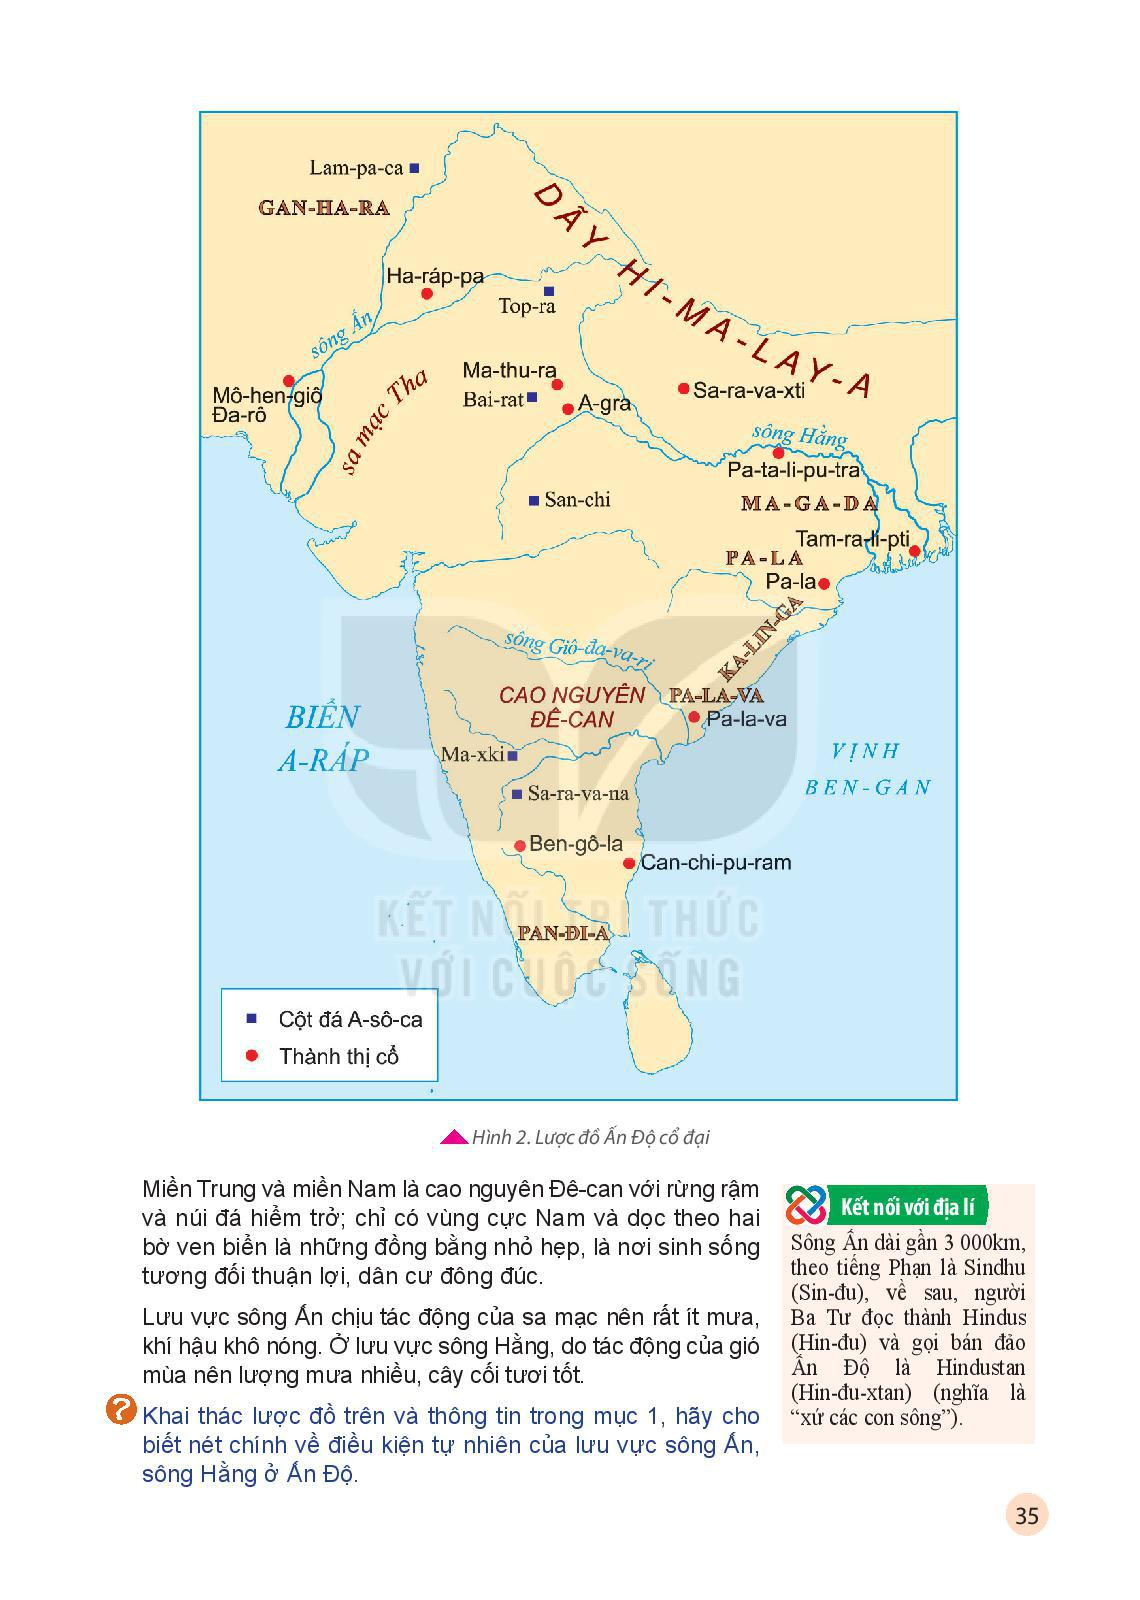 Lam-pa-ca
GAN-HA-RA
DÃY HI-MA-LAY-A
Ha-ráp-pa
Top-ra
sông Ấn
Ma-thu-ra
Mô-hen-giô
Đa-rô
sa mạc Tha
Bai-rat
A-gra
Sa-ra-va-xti
sông Hằng
Pa-ta-li-pu-tra
San-chi
MA-GA-DA
Tam-ra-li-pti
PA-LA
Pa-la
KA-LIN-GA
sông Giô-đa-va-ri
CAO NGUYÊN
ĐÊ-CAN
PA-LA-VA
Pa-la-va
BIỂN
A-RÁP
VỊNH
BEN-GAN
Ma-xki
Sa-ra-va-na
Ben-gô-la
Can-chi-pu-ram
KẾT NỐI TRI THỨC
PAN-ĐI-A
VỚI CUỘC SỐNG
Cột đá A-sô-ca
Thành thị cổ
Hình 2. Lược đồ Ấn Độ cổ đại
Miền Trung và miền Nam là cao nguyên Đê-can với rừng rậm
và núi đá hiểm trở; chỉ có vùng cực Nam và dọc theo hai
bờ ven biển là những đồng bằng nhỏ hẹp, là nơi sinh sống
tương đối thuận lợi, dân cư đông đúc.
Lưu vực sông Ấn chịu tác động của sa mạc nên rất ít mưa,
khí hậu khô nóng. Ở lưu vực sông Hằng, do tác động của gió
mùa nên lượng mưa nhiều, cây cối tươi tốt.
? Khai thác lược đồ trên và thông tin trong mục 1, hãy cho
biết nét chính về điều kiện tự nhiên của lưu vực sông Ấn,
sông Hằng ở Ấn Độ.
Kết nối với địa lí
Sông Ấn dài gần 3 000km,
theo tiếng Phạn là Sindhu
(Sin-đu), về sau, người
Ba Tư đọc thành Hindus
(Hin-đu) và gọi bán đảo
Ấn Độ là Hindustan
(Hin-đu-xtan) (nghĩa là
“xứ các con sông”).
35